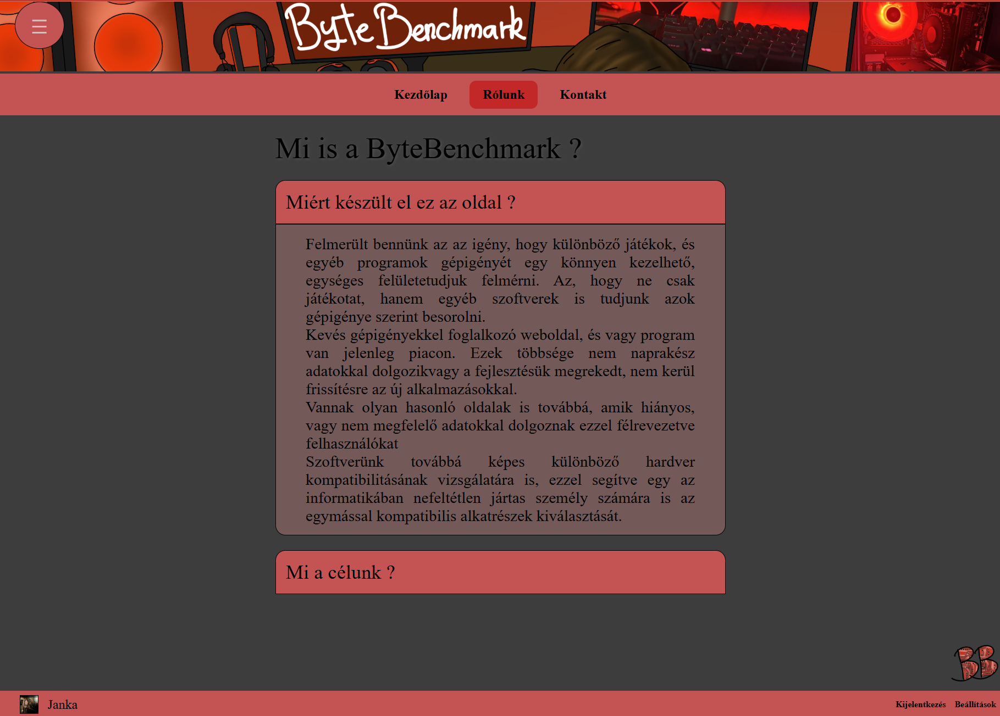 ByteBenchmark
Kezdőlap Rólunk Kontakt
Mi is a ByteBenchmark ?
Miért készült el ez az oldal ?
Felmerült bennünk az az igény, hogy különböző játékok, és
egyéb programok gépigényét egy könnyen kezelhető,
egységes felületetudjuk felmérni. Az, hogy ne csak
játékotat, hanem egyéb szoftverek is tudjunk azok
gépigénye szerint besorolni.
Kevés gépigényekkel foglalkozó weboldal, és vagy program
van jelenleg piacon. Ezek többsége nem naprakész
adatokkal dolgozikvagy a fejlesztésük megrekedt, nem kerül
frissítésre az új alkalmazásokkal.
Vannak olyan hasonló oldalak is továbbá, amik hiányos,
vagy nem megfelelő adatokkal dolgoznak ezzel félrevezetve
felhasználókat
Szoftverünk továbbá képes különböző hardver
kompatibilitásának vizsgálatára is, ezzel segítve egy az
informatikában nefeltétlen jártas személy számára is az
egymással kompatibilis alkatrészek kiválasztását.
Mi a célunk ?
BB
Janka
Kijelentkezés Beállítások